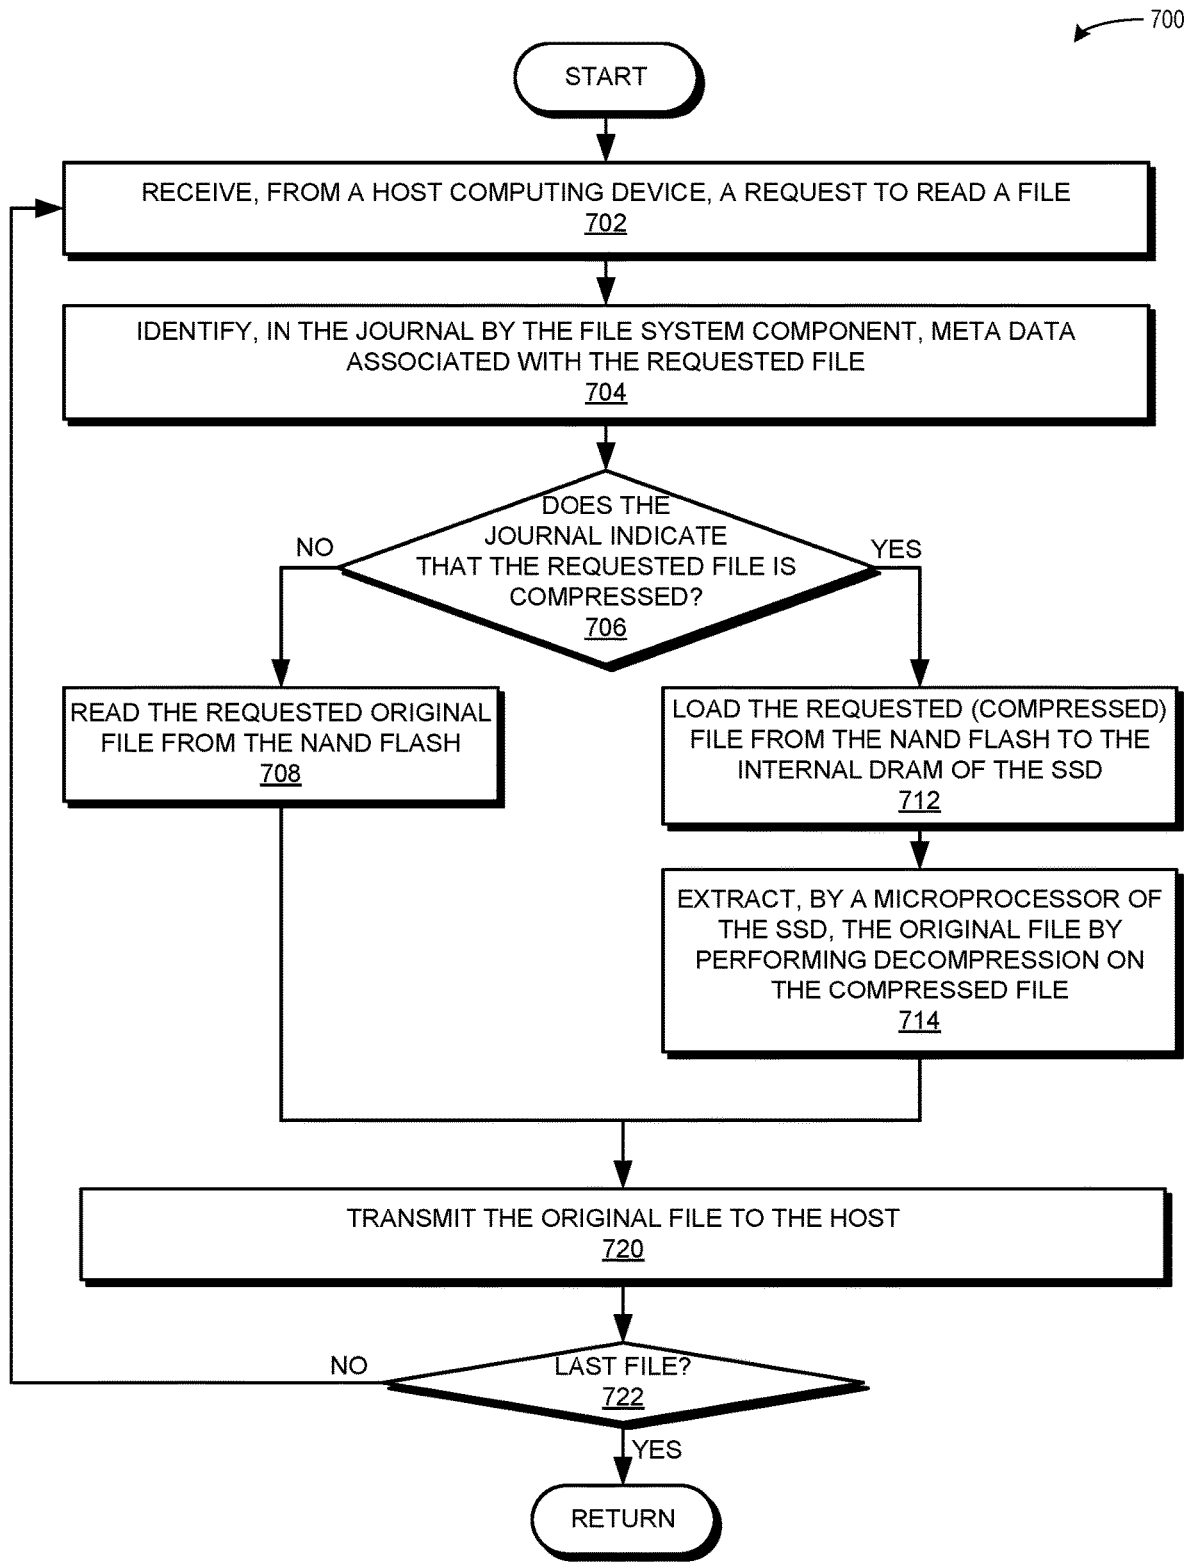 700
START
RECEIVE, FROM A HOST COMPUTING DEVICE, A REQUEST TO READ A FILE
702
IDENTIFY, IN THE JOURNAL BY THE FILE SYSTEM COMPONENT, META DATA
ASSOCIATED WITH THE REQUESTED FILE
704
DOES THE
JOURNAL INDICATE
THAT THE REQUESTED FILE IS
COMPRESSED?
706
NO
YES
READ THE REQUESTED ORIGINAL
FILE FROM THE NAND FLASH
708
LOAD THE REQUESTED (COMPRESSED)
FILE FROM THE NAND FLASH TO THE
INTERNAL DRAM OF THE SSD
712
EXTRACT, BY A MICROPROCESSOR OF
THE SSD, THE ORIGINAL FILE BY
PERFORMING DECOMPRESSION ON
THE COMPRESSED FILE
714
TRANSMIT THE ORIGINAL FILE TO THE HOST
720
LAST FILE?
722
NO
YES
RETURN